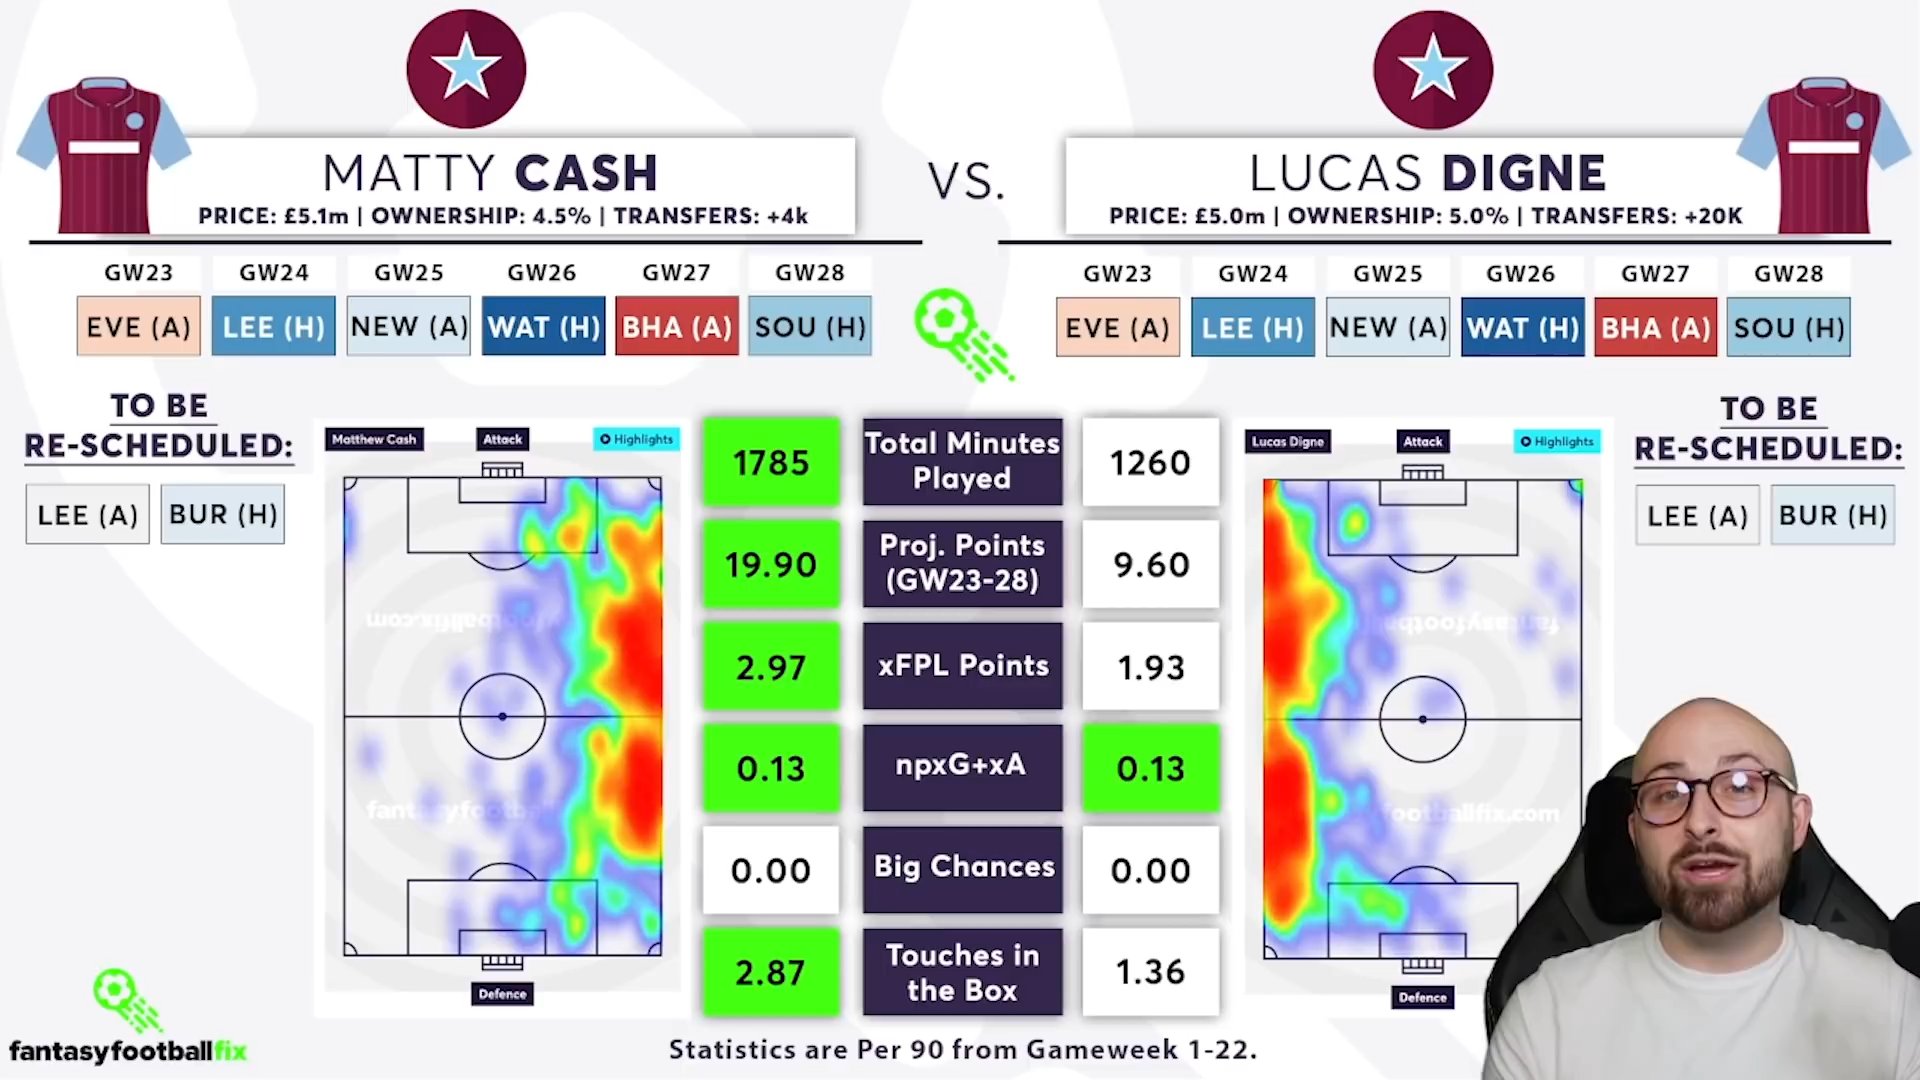 MATTY CASH
PRICE: £5.1m | OWNERSHIP: 4.5% | TRANSFERS: +4k
VS.
LUCAS DIGNE
PRICE: £5.0m | OWNERSHIP: 5.0% | TRANSFERS: +20K
GW23 GW24 GW25 GW26 GW27 GW28
EVE (A) LEE (H) NEW (A) WAT (H) BHA (A) SOU (H)
GW23 GW24 GW25 GW26 GW27 GW28
EVE (A) LEE (H) NEW (A) WAT (H) BHA (A) SOU (H)
TO BE
RE-SCHEDULED:
LEE (A) BUR (H)
Matthew Cash Attack Highlights
Defence
1785 Total Minutes Played 1260
19.90 Proj. Points (GW23-28) 9.60
2.97 xFPL Points 1.93
0.13 npxG+xA 0.13
0.00 Big Chances 0.00
2.87 Touches in the Box 1.36
Lucas Digne Attack Highlights
footballfix.com
Defence
TO BE
RE-SCHEDULED:
LEE (A) BUR (H)
fantasyfootballfix
Statistics are Per 90 from Gameweek 1-22.